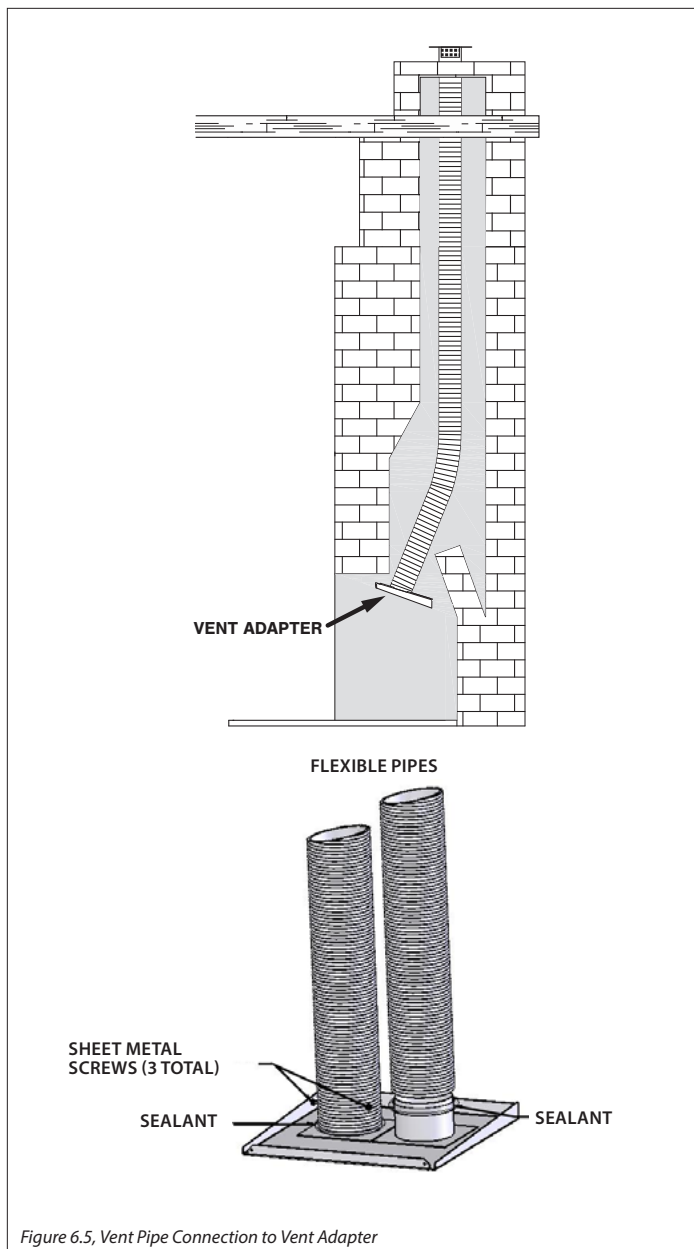 VENT ADAPTER
FLEXIBLE PIPES
SHEET METAL
SCREWS (3 TOTAL)
SEALANT
SEALANT
Figure 6.5, Vent Pipe Connection to Vent Adapter